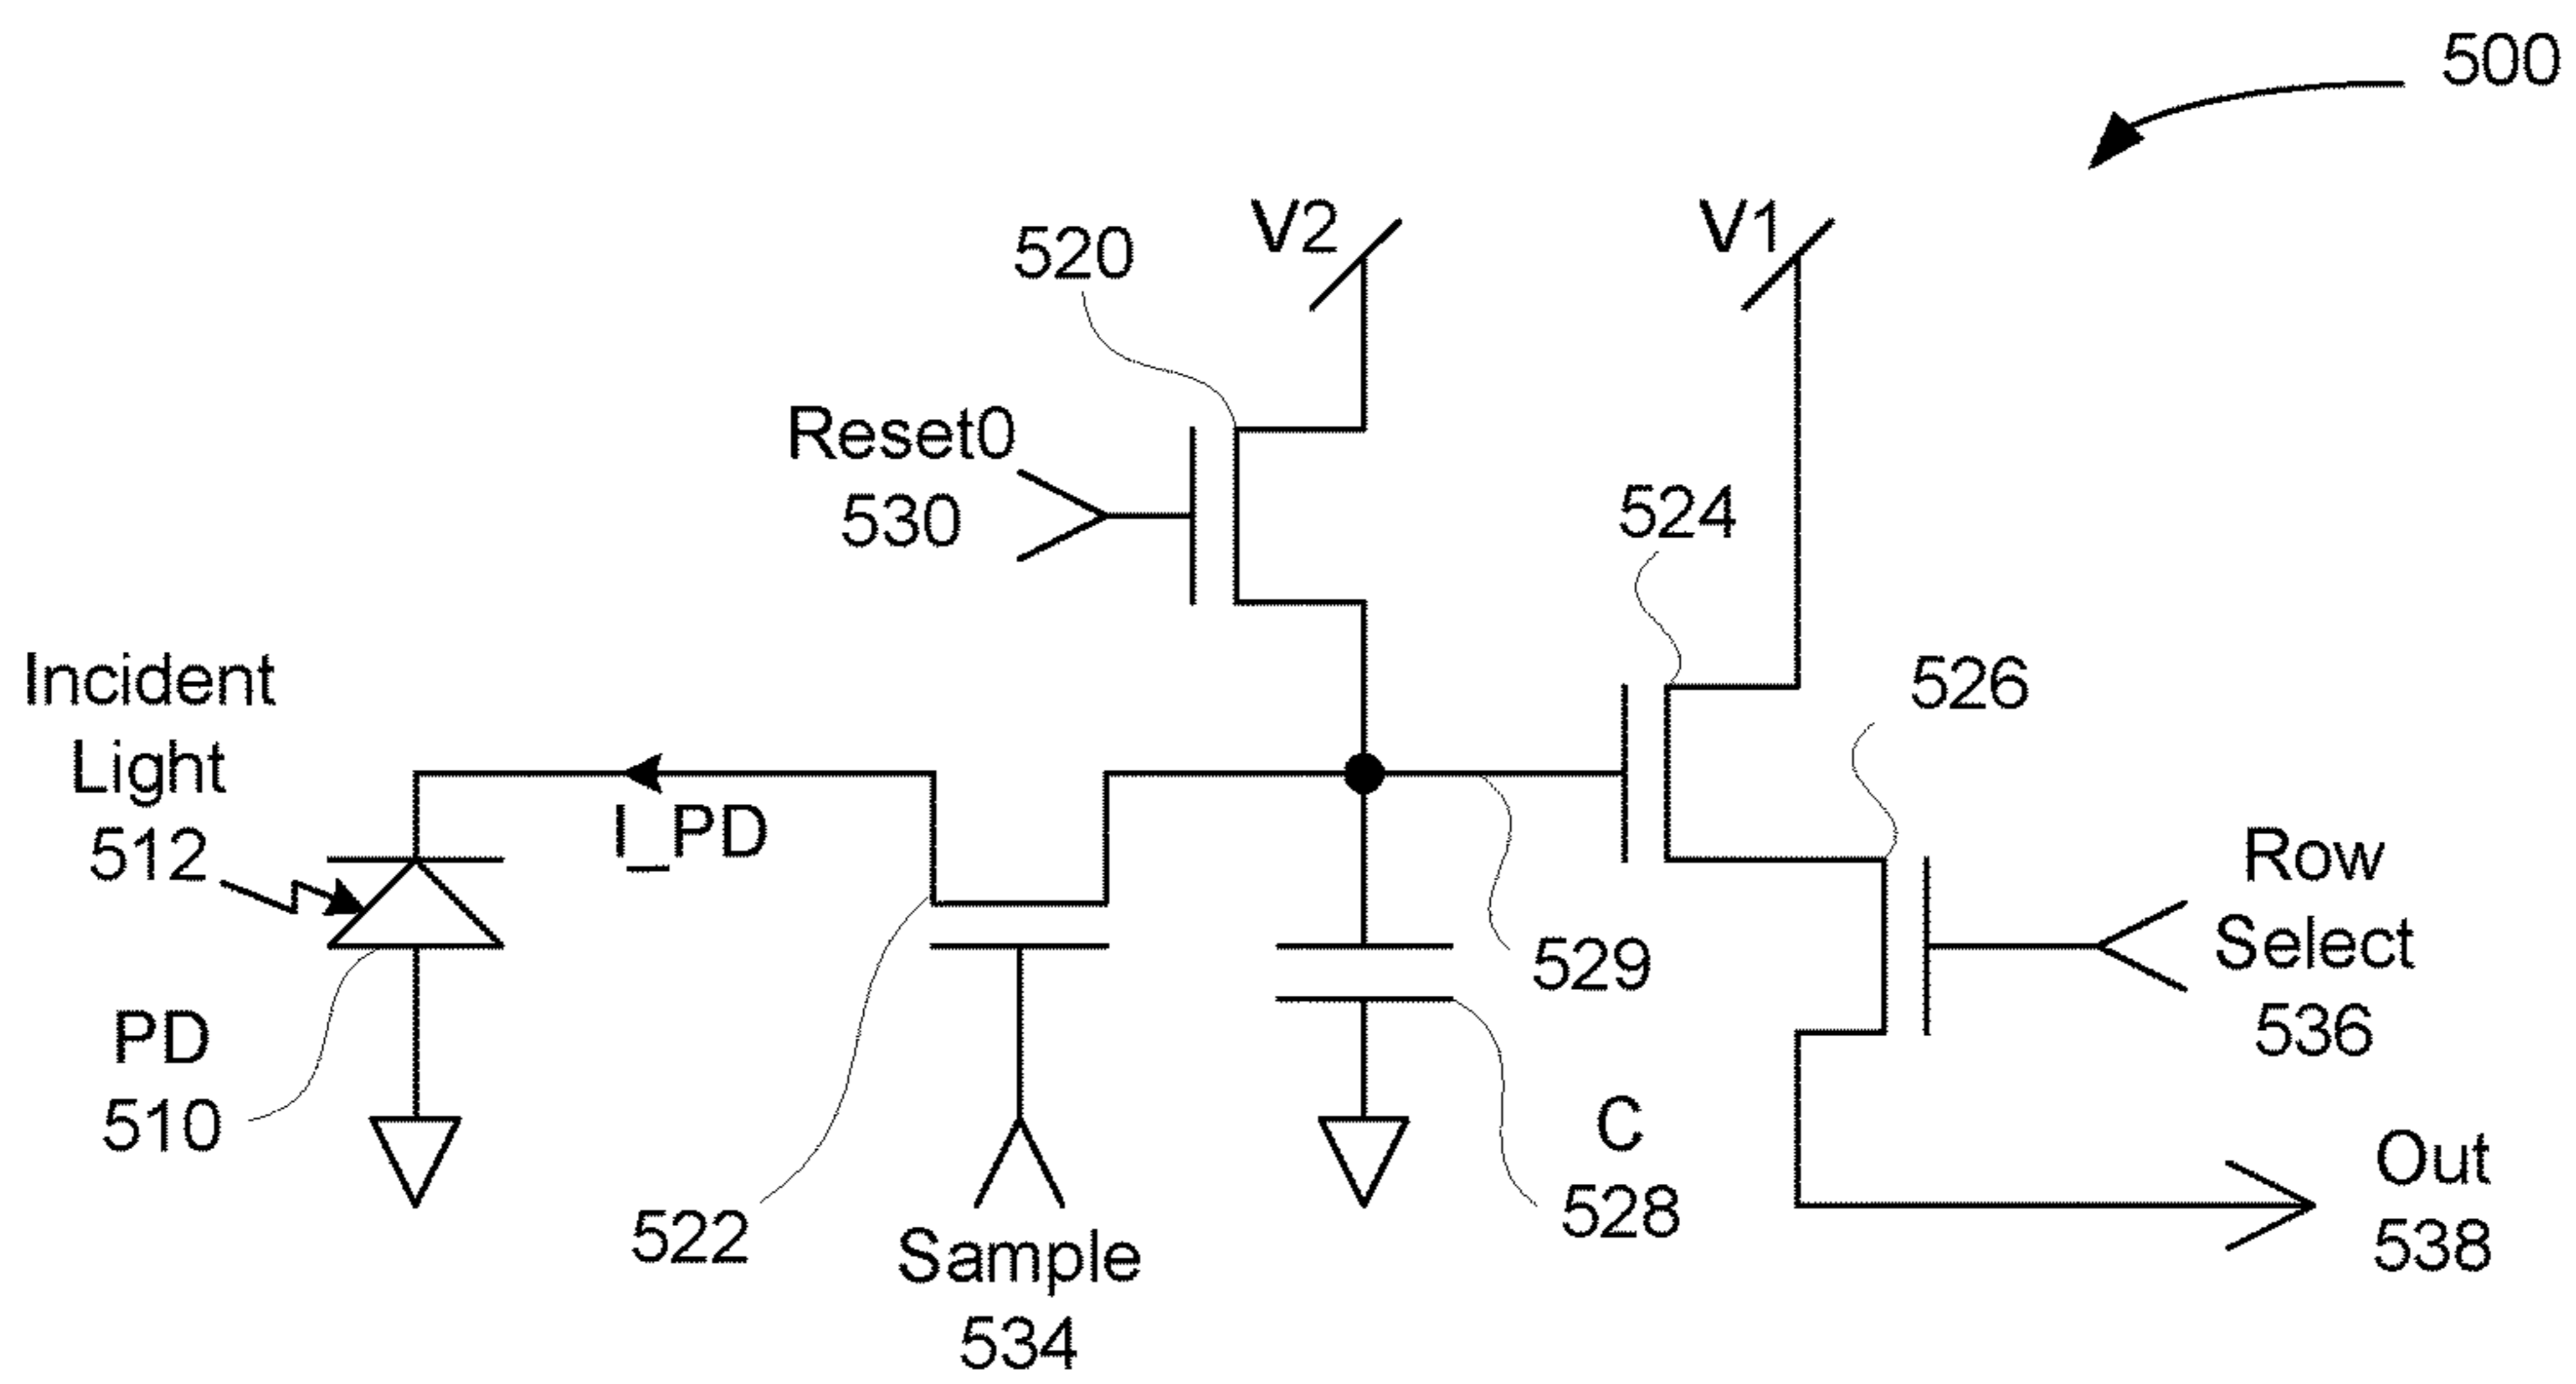 500
V2
V1
520
Reset0
530
524
526
Incident
Light
512
I_PD
PD
510
522
Sample
534
529
C
528
Row
Select
536
Out
538